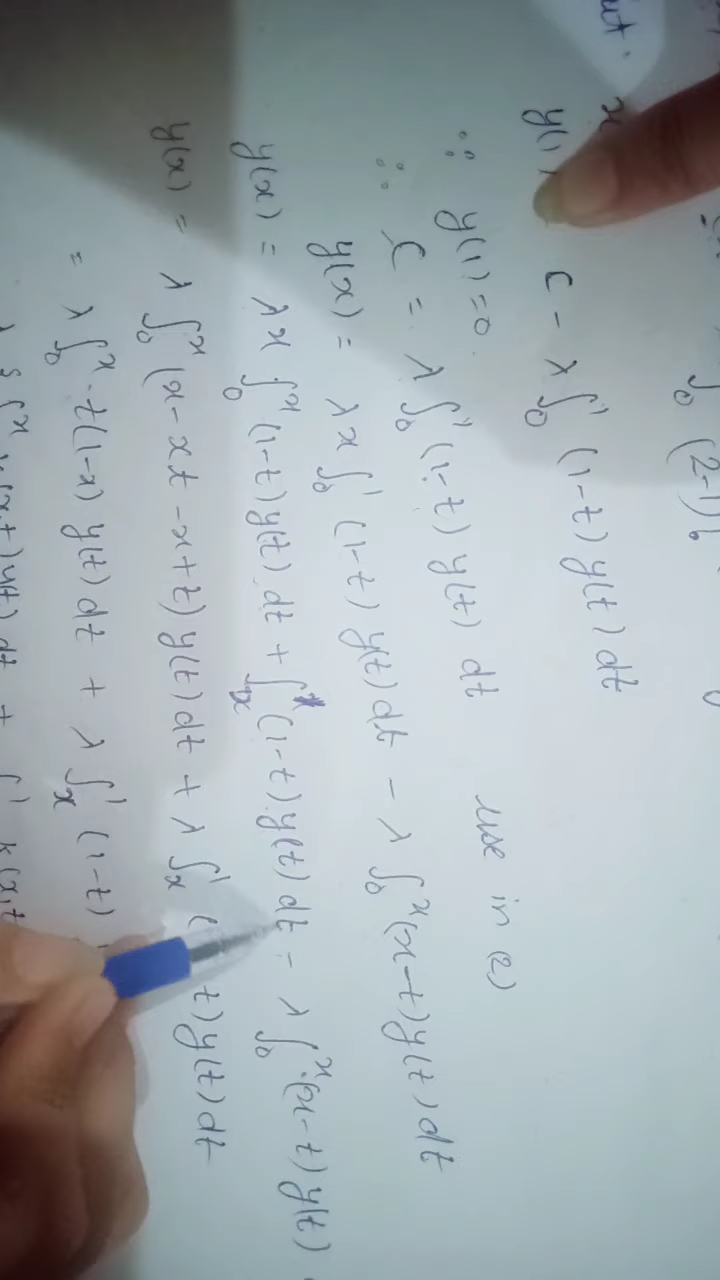 ∫₀ (2-1)!
y(1) c - λ ∫₀¹ (1-t) y(t) dt
∵ y(1) = 0
∴ C = λ ∫₀¹ (1-t) y(t) dt use in (2)
y(x) = λx ∫₀¹ (1-t) y(t) dt - λ ∫₀ˣ (x-t) y(t) dt
y(x) = λx ∫₀ˣ (1-t) y(t) dt + ∫ₓ (1-t) y(t) dt - λ ∫₀ˣ (x-t) y(t)
y(x) = λ ∫₀ˣ (x - xt - x + t) y(t) dt + λ ∫ₓ¹ ( t) y(t) dt
= λ ∫₀ˣ t(1-x) y(t) dt + λ ∫ₓ¹ (1-t)
∫ˣ k(x,t) y(t) dt + ∫¹ k(x,t